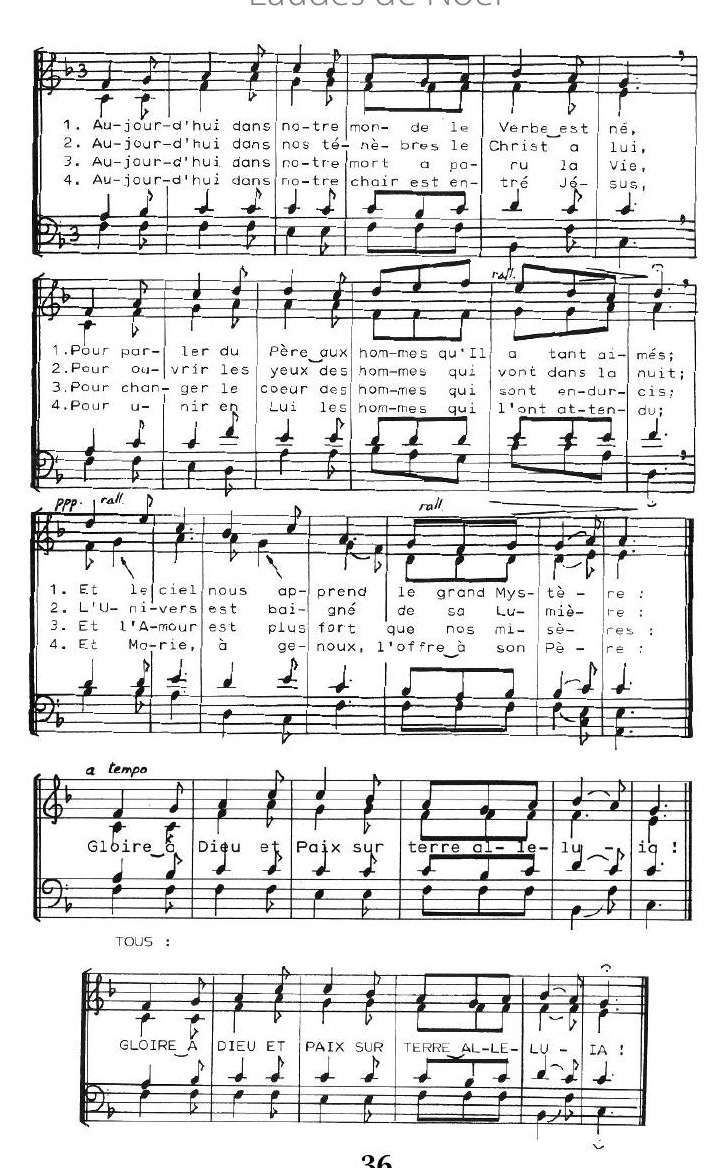 Laudes de Noël
3
1. Au-jour-d'hui dans no-tre mon- de le Verbe est né,
2. Au-jour-d'hui dans nos té- nè- bres le Christ a lui,
3. Au-jour-d'hui dans no-tre mort a pa- ru la Vie,
4. Au-jour-d'hui dans no-tre chair est en- tré Jé- sus,
3
rall.
1.Pour par- ler du Père aux hom-mes qu'Il a tant ai- més;
2.Pour ou- vrir les yeux des hom-mes qui vont dans la nuit;
3.Pour chan- ger le coeur des hom-mes qui sont en-dur- cis;
4.Pour u- nir en Lui les hom-mes qui l'ont at-ten- du;
ppp. rall. rall.
1. Et le ciel nous ap- prend le grand Mys- tè- re :
2. L'U- ni-vers est bai- gné de sa Lu- miè- re :
3. Et l'A-mour est plus fort que nos mi- sè- res :
4. Et Ma-rie, à ge- noux, l'offre à son Pè - re :
a tempo
Gloire à Dieu et Paix sur terre al- le- lu - ia !
TOUS :
GLOIRE À DIEU ET PAIX SUR TERRE AL-LE- LU - IA !
36